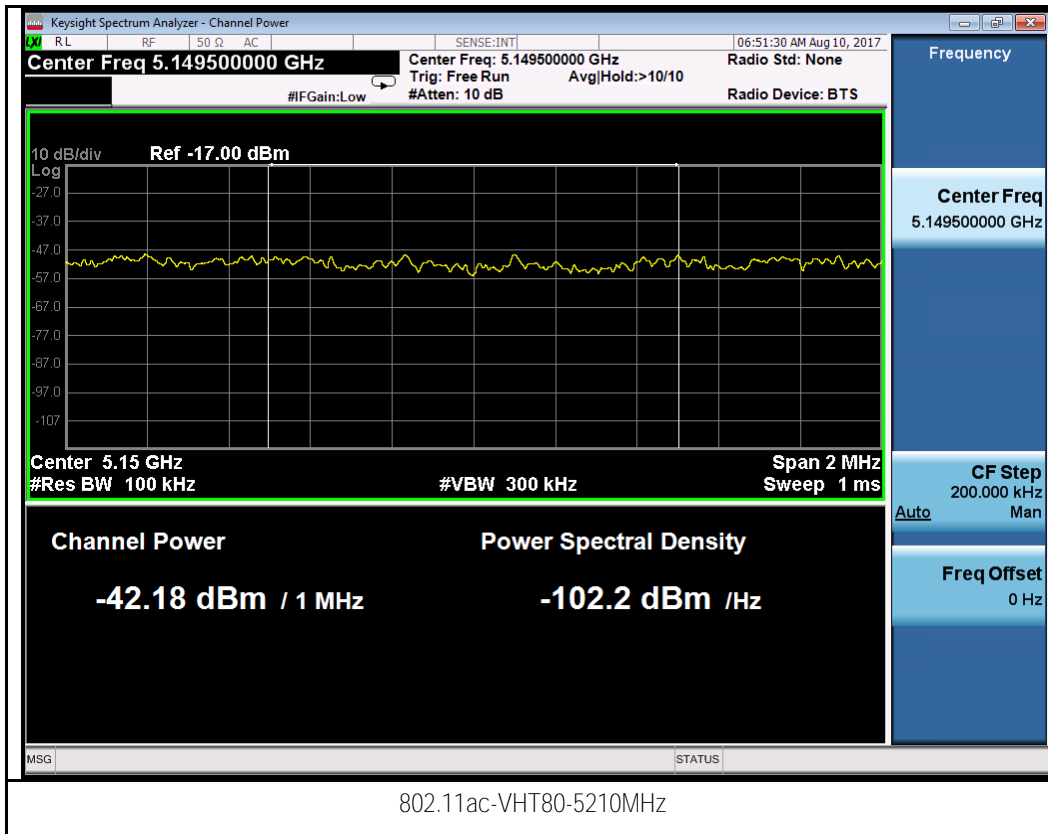 Keysight Spectrum Analyzer - Channel Power
LXI RL RF 50 Ω AC SENSE:INT 06:51:30 AM Aug 10, 2017
Center Freq 5.149500000 GHz
#IFGain:Low
Center Freq: 5.149500000 GHz
Trig: Free Run Avg|Hold:>10/10
#Atten: 10 dB
Radio Std: None
Radio Device: BTS
10 dB/div Ref -17.00 dBm
Log
-27.0
-37.0
-47.0
-57.0
-67.0
-77.0
-87.0
-97.0
-107
Center 5.15 GHz Span 2 MHz
#Res BW 100 kHz #VBW 300 kHz Sweep 1 ms
Channel Power Power Spectral Density
-42.18 dBm / 1 MHz -102.2 dBm /Hz
Frequency
Center Freq
5.149500000 GHz
CF Step
200.000 kHz
Auto Man
Freq Offset
0 Hz
MSG STATUS
802.11ac-VHT80-5210MHz